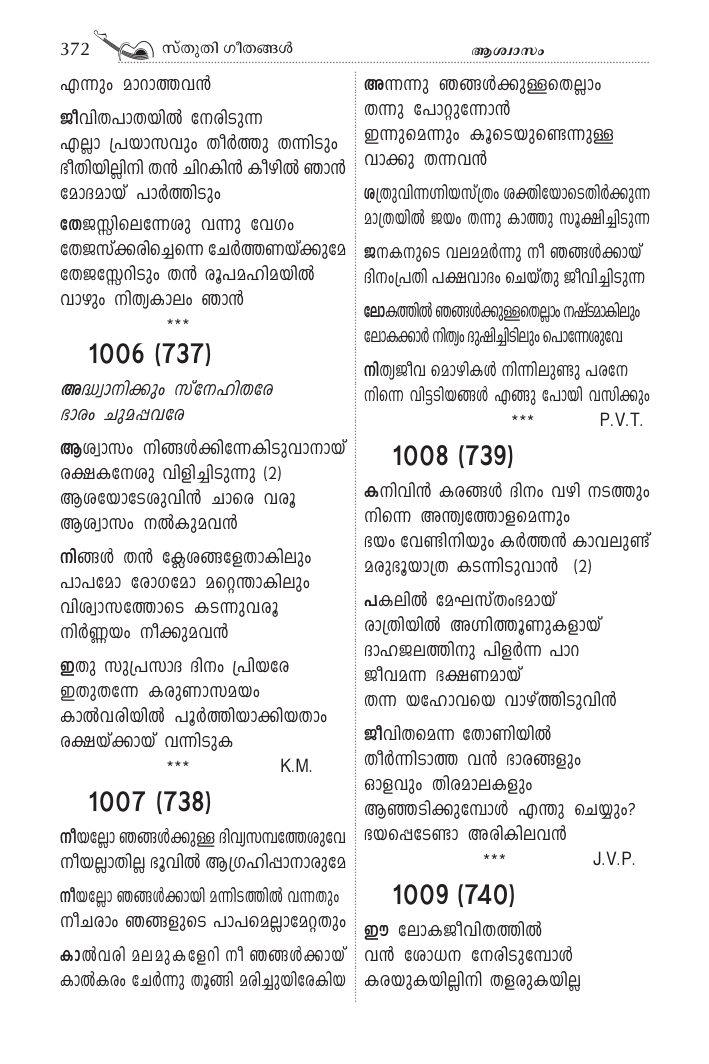 372 സ്തുതി ഗീതങ്ങൾ
ആശ്വാസം
എന്നും മാറാത്തവൻ
ജീവിതപാതയിൽ നേരിടുന്ന
എല്ലാ പ്രയാസവും തീർത്തു തന്നിടും
ഭീതിയില്ലിനി തൻ ചിറകിൻ കീഴിൽ ഞാൻ
മോദമായ് പാർത്തിടും
തേജസ്സിലെന്നേശു വന്നു വേഗം
തേജസ്ക്കരിച്ചെന്നെ ചേർത്തണയ്ക്കുമേ
തേജസ്സേറിടും തൻ രൂപമഹിമയിൽ
വാഴും നിത്യകാലം ഞാൻ
***
1006 (737)
അദ്ധ്വാനിക്കും സ്നേഹിതരേ
ഭാരം ചുമപ്പവരേ
ആശ്വാസം നിങ്ങൾക്കിന്നേകിടുവാനായ്
രക്ഷകനേശു വിളിച്ചിടുന്നു (2)
ആശയോടേശുവിൻ ചാരെ വരൂ
ആശ്വാസം നൽകുമവൻ
നിങ്ങൾ തൻ ക്ലേശങ്ങളേതാകിലും
പാപമോ രോഗമോ മറ്റെന്താകിലും
വിശ്വാസത്തോടെ കടന്നുവരൂ
നിർണ്ണയം നീക്കുമവൻ
ഇതു സുപ്രസാദ ദിനം പ്രിയരേ
ഇതുതന്നേ കരുണാസമയം
കാൽവരിയിൽ പൂർത്തിയാക്കിയതാം
രക്ഷയ്ക്കായ് വന്നിടുക
*** K.M.
1007 (738)
നീയല്ലോ ഞങ്ങൾക്കുള്ള ദിവ്യസമ്പത്തേശുവേ
നീയല്ലാതില്ല ഭൂവിൽ ആഗ്രഹിപ്പാനാരുമേ
നീയല്ലോ ഞങ്ങൾക്കായി മന്നിടത്തിൽ വന്നതും
നീചരാം ഞങ്ങളുടെ പാപമെല്ലാമേറ്റതും
കാൽവരി മലമുകളേറി നീ ഞങ്ങൾക്കായ്
കാൽകരം ചേർന്നു തൂങ്ങി മരിച്ചുയിരേകിയ
അന്നന്നു ഞങ്ങൾക്കുള്ളതെല്ലാം
തന്നു പോറ്റുന്നോൻ
ഇന്നുമെന്നും കൂടെയുണ്ടെന്നുള്ള
വാക്കു തന്നവൻ
ശത്രുവിന്നഗ്നിയസ്ത്രം ശക്തിയോടെതിർക്കുന്ന
മാത്രയിൽ ജയം തന്നു കാത്തു സൂക്ഷിച്ചിടുന്ന
ജനകനുടെ വലമമർന്നു നീ ഞങ്ങൾക്കായ്
ദിനംപ്രതി പക്ഷവാദം ചെയ്തു ജീവിച്ചിടുന്ന
ലോകത്തിൽ ഞങ്ങൾക്കുള്ളതെല്ലാം നഷ്ടമാകിലും
ലോകക്കാർ നിത്യം ദുഷിച്ചിടിലും പൊന്നേശുവേ
നിത്യജീവ മൊഴികൾ നിന്നിലുണ്ടു പരനേ
നിന്നെ വിട്ടടിയങ്ങൾ എങ്ങു പോയി വസിക്കും
*** P.V.T.
1008 (739)
കനിവിൻ കരങ്ങൾ ദിനം വഴി നടത്തും
നിന്നെ അന്ത്യത്തോളമെന്നും
ഭയം വേണ്ടിനിയും കർത്തൻ കാവലുണ്ട്
മരുഭൂയാത്ര കടന്നിടുവാൻ (2)
പകലിൽ മേഘസ്തംഭമായ്
രാത്രിയിൽ അഗ്നിത്തൂണുകളായ്
ദാഹജലത്തിനു പിളർന്ന പാറ
ജീവമന്ന ഭക്ഷണമായ്
തന്ന യഹോവയെ വാഴ്ത്തിടുവിൻ
ജീവിതമെന്ന തോണിയിൽ
തീർന്നിടാത്ത വൻ ഭാരങ്ങളും
ഓളവും തിരമാലകളും
ആഞ്ഞടിക്കുമ്പോൾ എന്തു ചെയ്യും?
ഭയപ്പെടേണ്ടാ അരികിലവൻ
*** J.V.P.
1009 (740)
ഈ ലോകജീവിതത്തിൽ
വൻ ശോധന നേരിടുമ്പോൾ
കരയുകയില്ലിനി തളരുകയില്ല